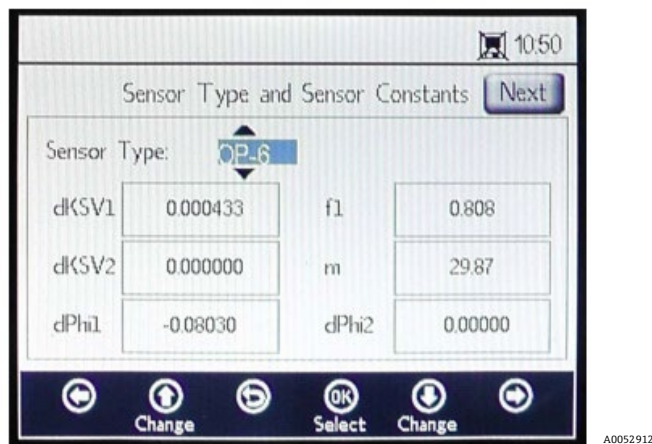 10:50
Sensor Type and Sensor Constants Next
Sensor Type: OP-6
dKSV1 0.000433 f1 0.808
dKSV2 0.000000 m 29.87
dPhi1 -0.08030 dPhi2 0.00000
OK
Change Select Change
A0052912